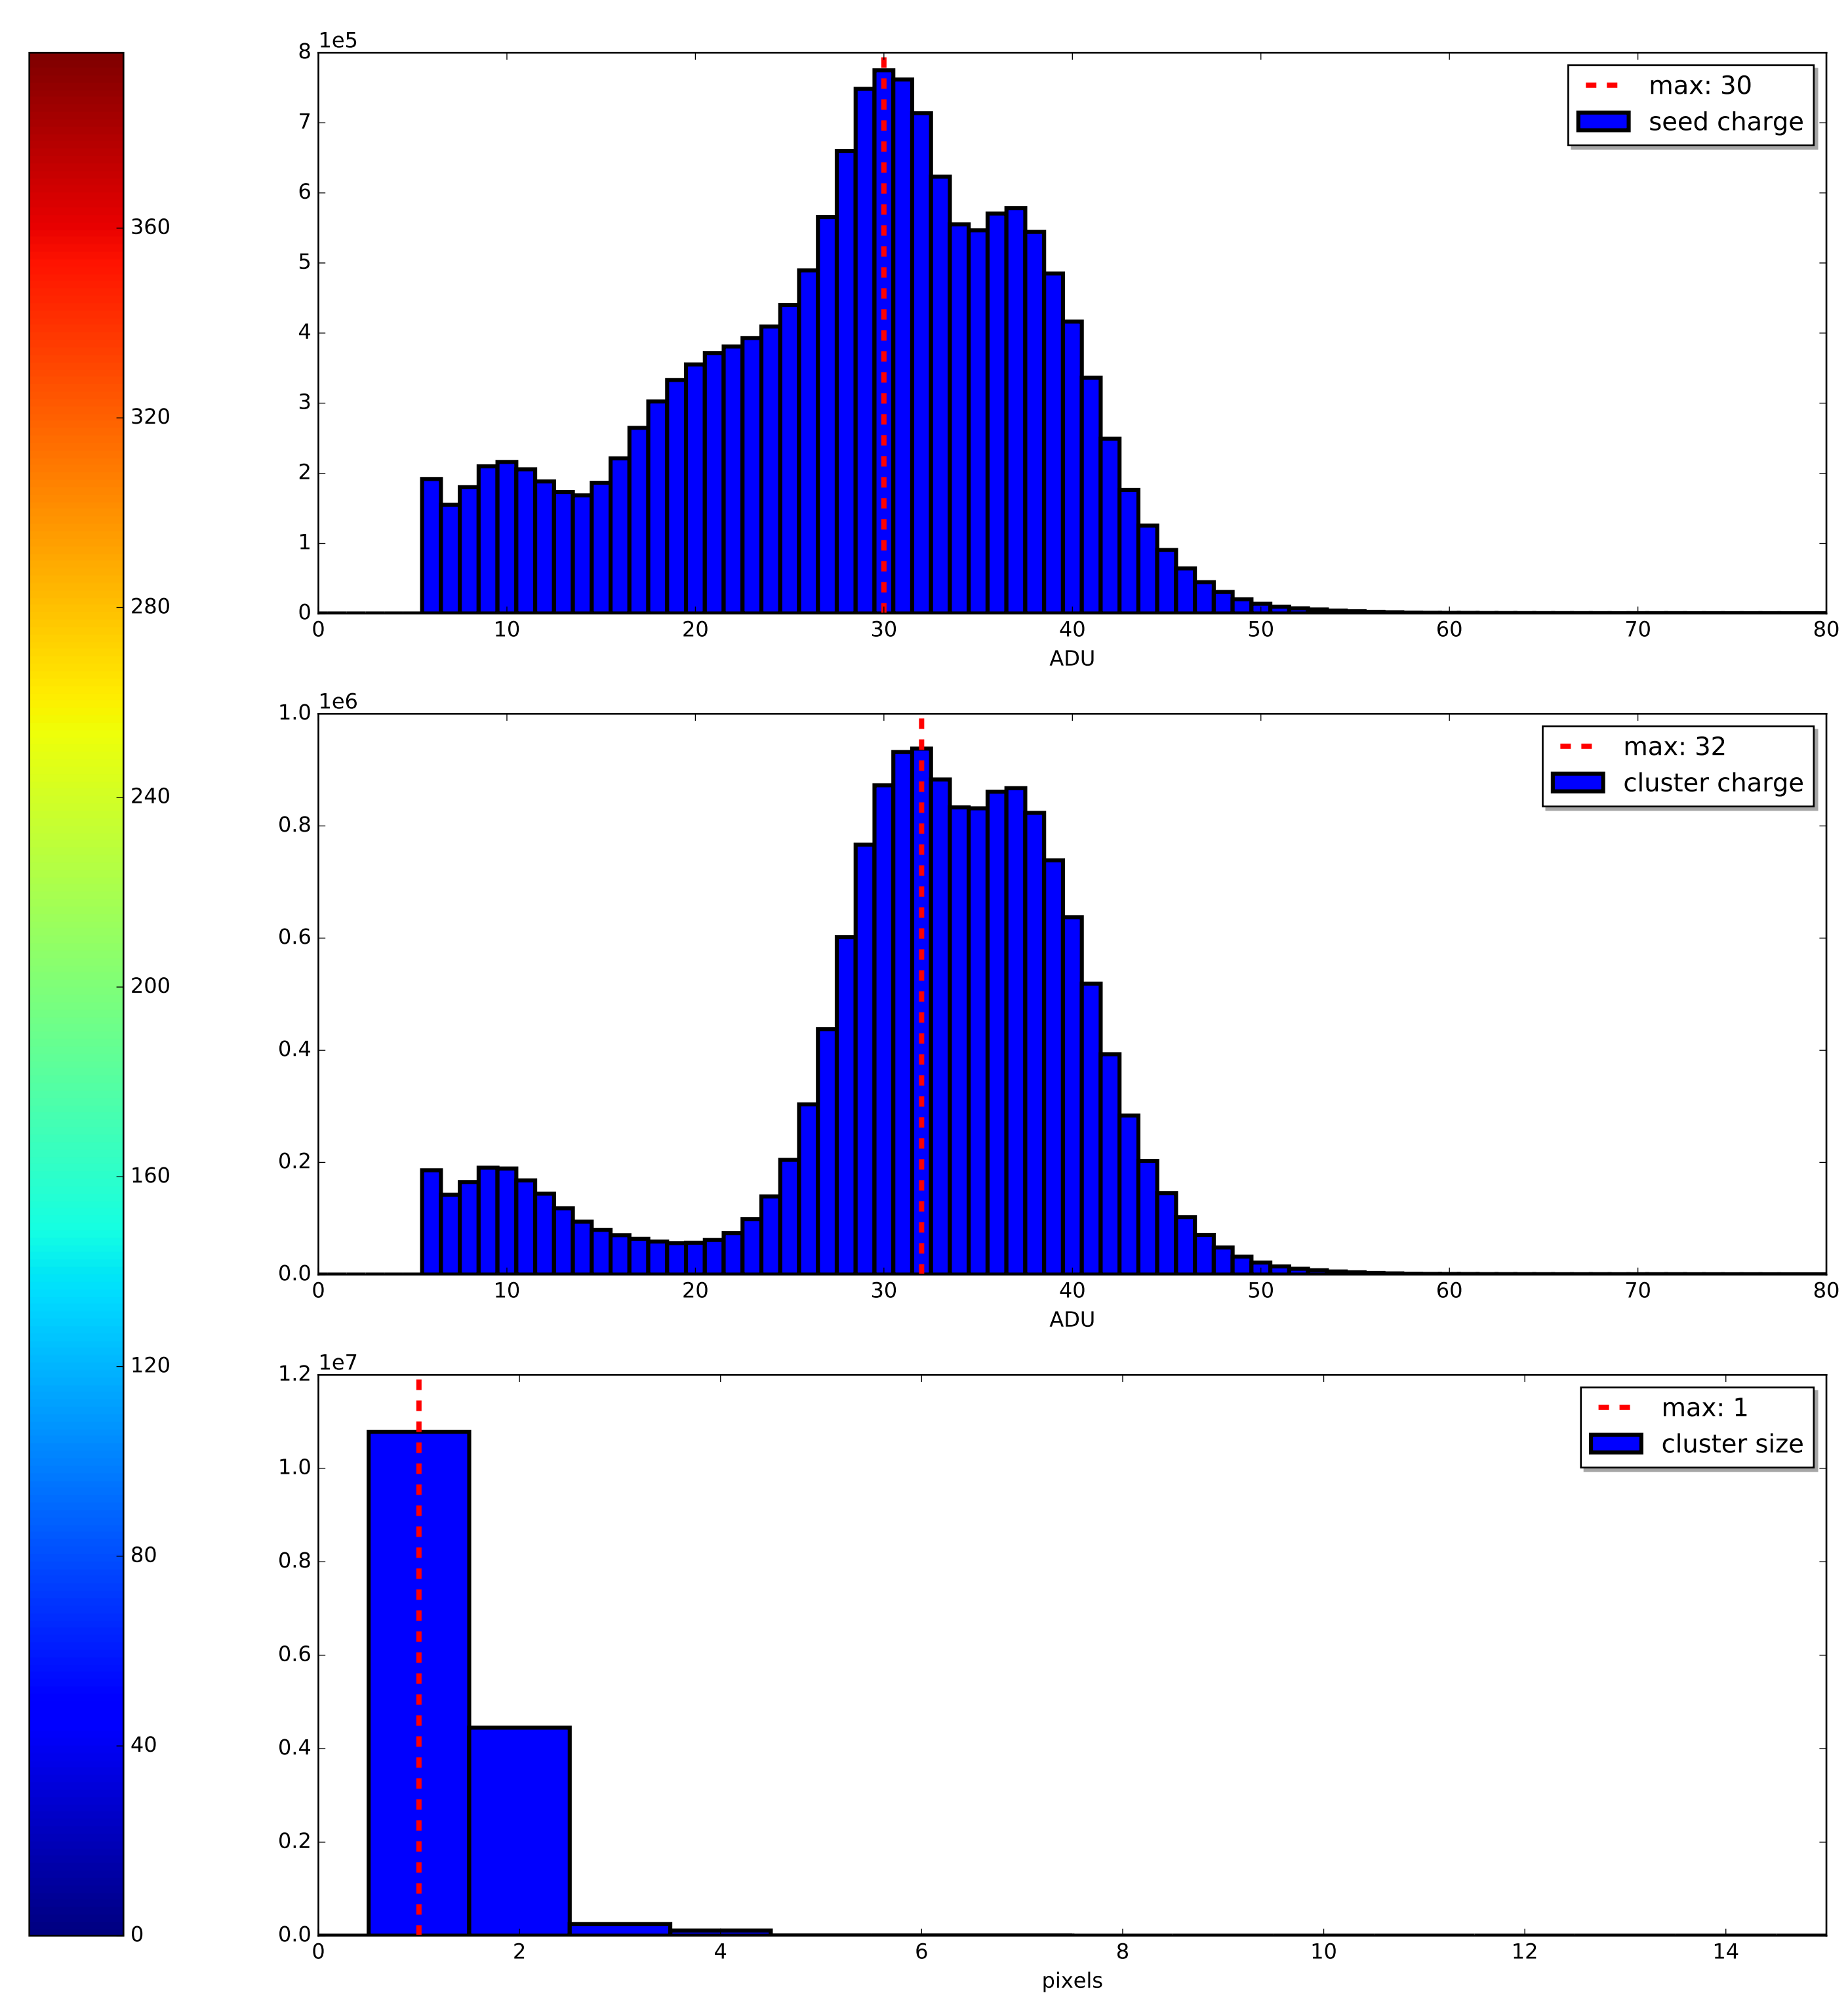 360
320
280
240
200
160
120
80
40
0
1e5
8
7
6
5
4
3
2
1
0
max: 30
seed charge
0 10 20 30 40 50 60 70 80
ADU
1e6
1.0
0.8
0.6
0.4
0.2
0.0
max: 32
cluster charge
0 10 20 30 40 50 60 70 80
ADU
1e7
1.2
1.0
0.8
0.6
0.4
0.2
0.0
max: 1
cluster size
0 2 4 6 8 10 12 14
pixels